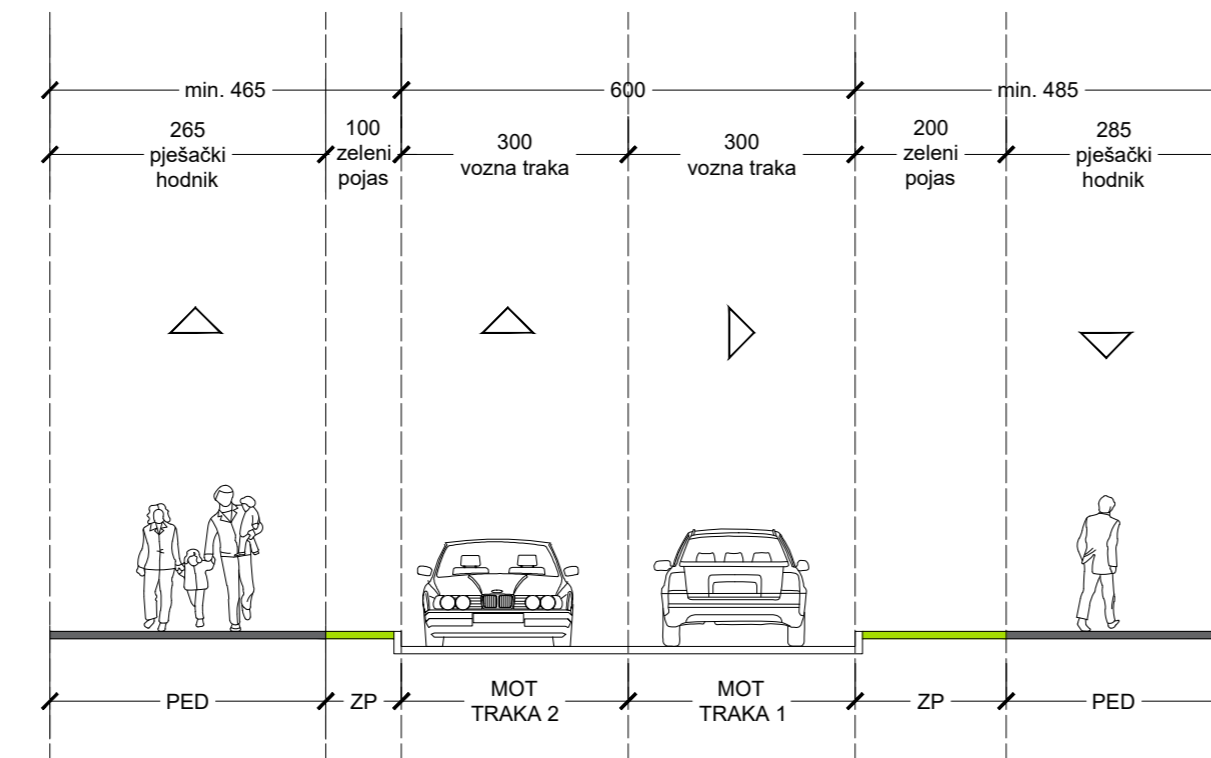 min. 465
600
min. 485
265
pješački
hodnik
100
zeleni
pojas
300
vozna traka
300
vozna traka
200
zeleni
pojas
285
pješački
hodnik
PED
ZP
MOT
TRAKA 2
MOT
TRAKA 1
ZP
PED